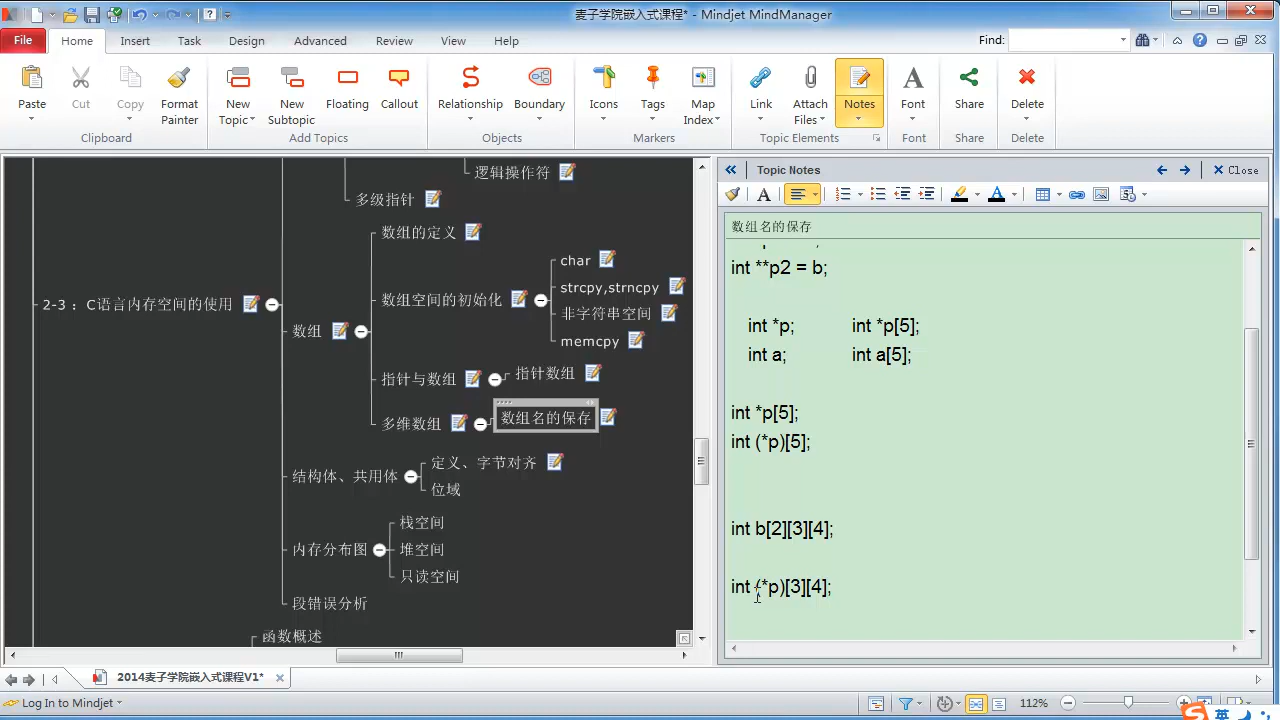 麦子学院嵌入式课程* - Mindjet MindManager
File Home Insert Task Design Advanced Review View Help Find:
Paste Cut Copy Format Painter
New Topic New Subtopic Floating Callout
Relationship Boundary
Icons Tags Map Index
Link Attach Files Notes
Font
Share
Delete
Clipboard Add Topics Objects Markers Topic Elements Font Share Delete
逻辑操作符
多级指针
数组的定义
char
2-3 : C语言内存空间的使用
strcpy,strncpy
数组空间的初始化
非字符串空间
数组
memcpy
指针与数组
指针数组
多维数组
数组名的保存
结构体、共用体
定义、字节对齐
位域
栈空间
内存分布图
堆空间
只读空间
段错误分析
函数概述
Topic Notes
Close
数组名的保存
int **p2 = b;
int *p; int *p[5];
int a; int a[5];
int *p[5];
int (*p)[5];
int b[2][3][4];
int (*p)[3][4];
2014麦子学院嵌入式课程V1*
Log In to Mindjet
112%
英